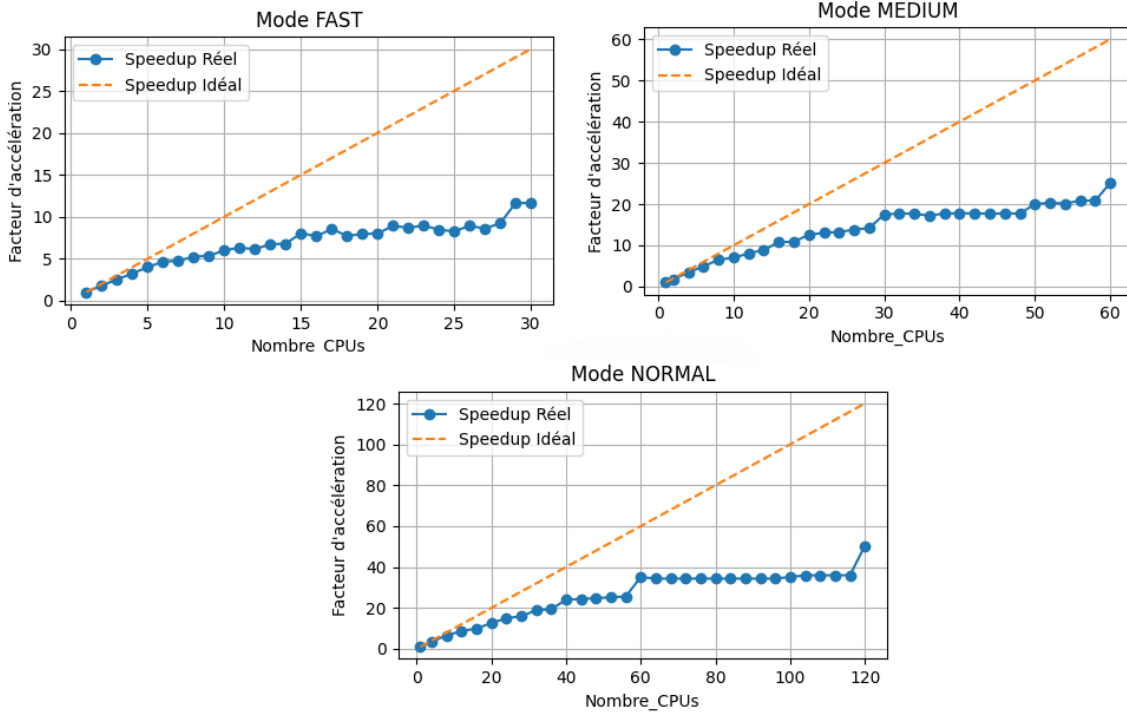 Mode FAST
Speedup Réel
Speedup Idéal
Facteur d'accélération
30
25
20
15
10
5
0
0 5 10 15 20 25 30
Nombre CPUs
Mode MEDIUM
Speedup Réel
Speedup Idéal
Facteur d'accélération
60
50
40
30
20
10
0
0 10 20 30 40 50 60
Nombre_CPUs
Mode NORMAL
Speedup Réel
Speedup Idéal
Facteur d'accélération
120
100
80
60
40
20
0
0 20 40 60 80 100 120
Nombre_CPUs